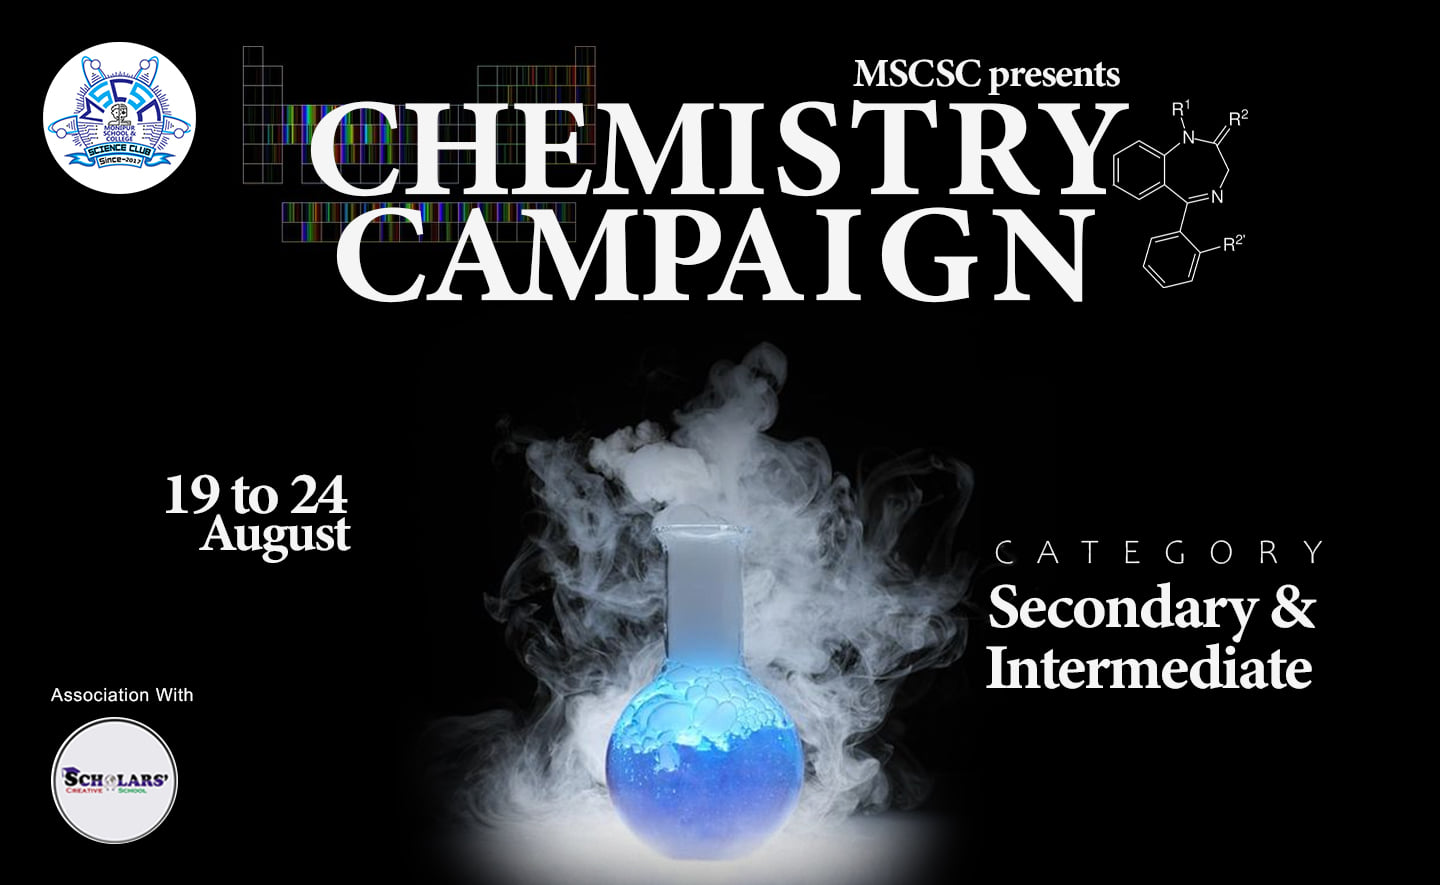 MSCSC
MONIPUR
SCHOOL &
COLLEGE
SCIENCE CLUB
Since-2017
MSCSC presents
CHEMISTRY
CAMPAIGN
R1
R2
N
N
R2'
19 to 24
August
CATEGORY
Secondary &
Intermediate
Association With
SCHOLARS'
CREATIVE SCHOOL